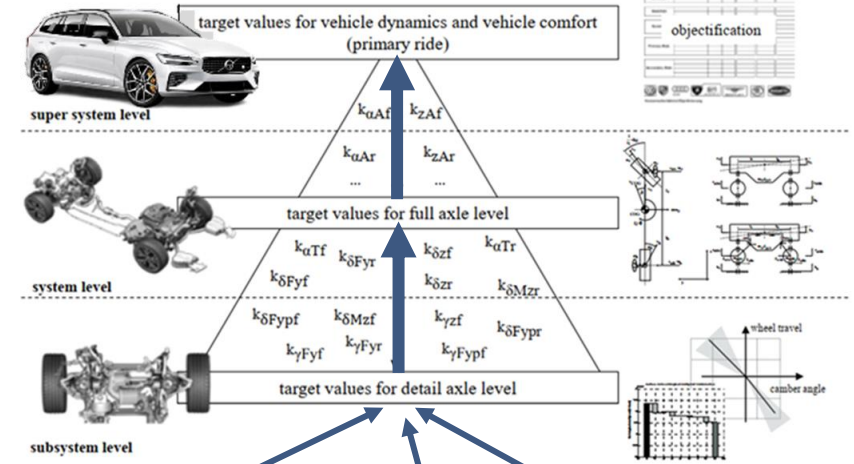 target values for vehicle dynamics and vehicle comfort
(primary ride)
objectification
super system level
kαAf kzAf
kαAr kzAr
... ...
target values for full axle level
kαTf kδFyr kδzf kαTr
kδFyf kδzr kδMzr
system level
kδFypf kδMzf kγzf kδFypr
kγFyf kγFyr kγFypf
wheel travel
camber angle
target values for detail axle level
subsystem level